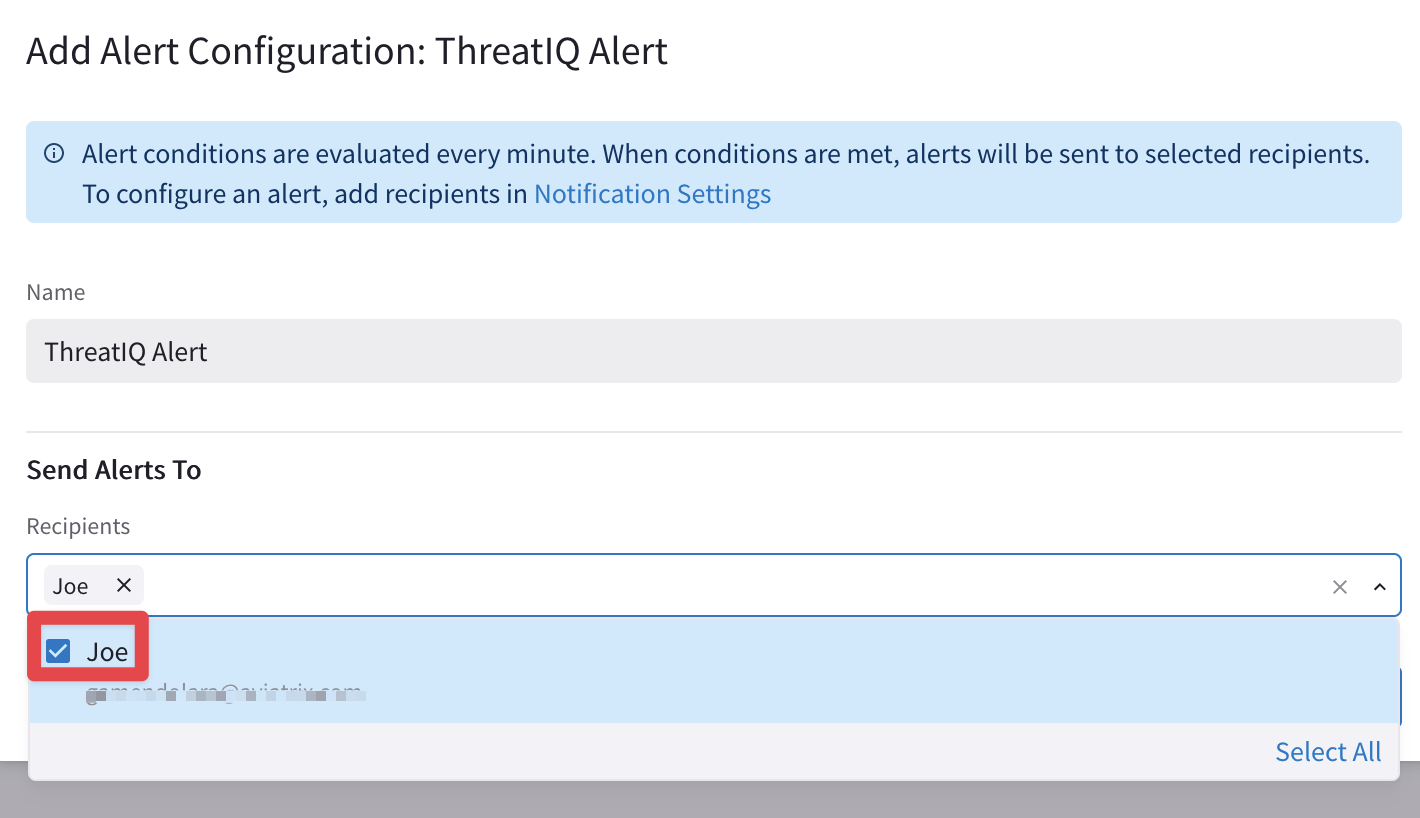 Add Alert Configuration: ThreatIQ Alert
Alert conditions are evaluated every minute. When conditions are met, alerts will be sent to selected recipients.
To configure an alert, add recipients in Notification Settings
Name
ThreatIQ Alert
Send Alerts To
Recipients
Joe
Joe
Select All